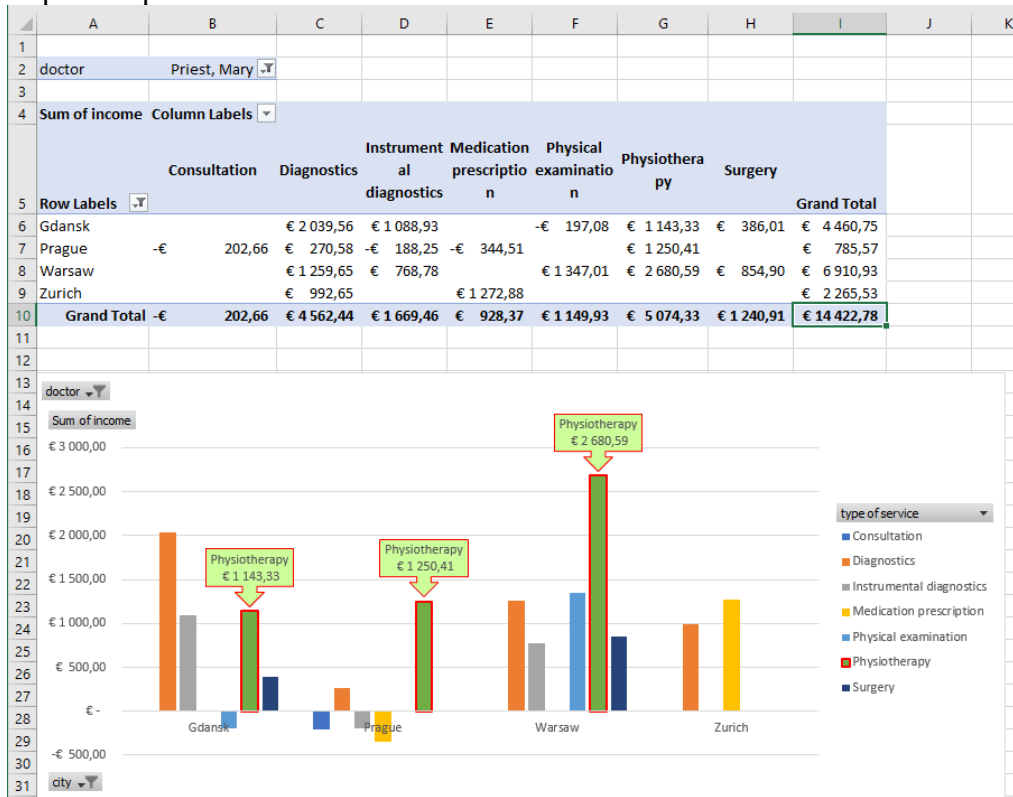 A B C D E F G H I J K
1
2 doctor Priest, Mary
3
4 Sum of income Column Labels
Instrument Medication Physical
Consultation Diagnostics al prescriptio examinatio Physiothera Surgery
diagnostics n n py
5 Row Labels Grand Total
6 Gdansk € 2 039,56 € 1 088,93 -€ 197,08 € 1 143,33 € 386,01 € 4 460,75
7 Prague -€ 202,66 € 270,58 -€ 188,25 -€ 344,51 € 1 250,41 € 785,57
8 Warsaw € 1 259,65 € 768,78 € 1 347,01 € 2 680,59 € 854,90 € 6 910,93
9 Zurich € 992,65 € 1 272,88 € 2 265,53
10 Grand Total -€ 202,66 € 4 562,44 € 1 669,46 € 928,37 € 1 149,93 € 5 074,33 € 1 240,91 € 14 422,78
11
12
13
doctor
14
15 Sum of income
Physiotherapy
€ 2 680,59
16 € 3 000,00
17
18 € 2 500,00
19
type of service
20 € 2 000,00
Consultation
21
Physiotherapy
€ 1 143,33
Physiotherapy
€ 1 250,41
Diagnostics
22 € 1 500,00
Instrumental diagnostics
23
Medication prescription
24 € 1 000,00
Physical examination
25
Physiotherapy
26 € 500,00
Surgery
27
28 € -
Gdansk Prague Warsaw Zurich
29
30 -€ 500,00
31 city